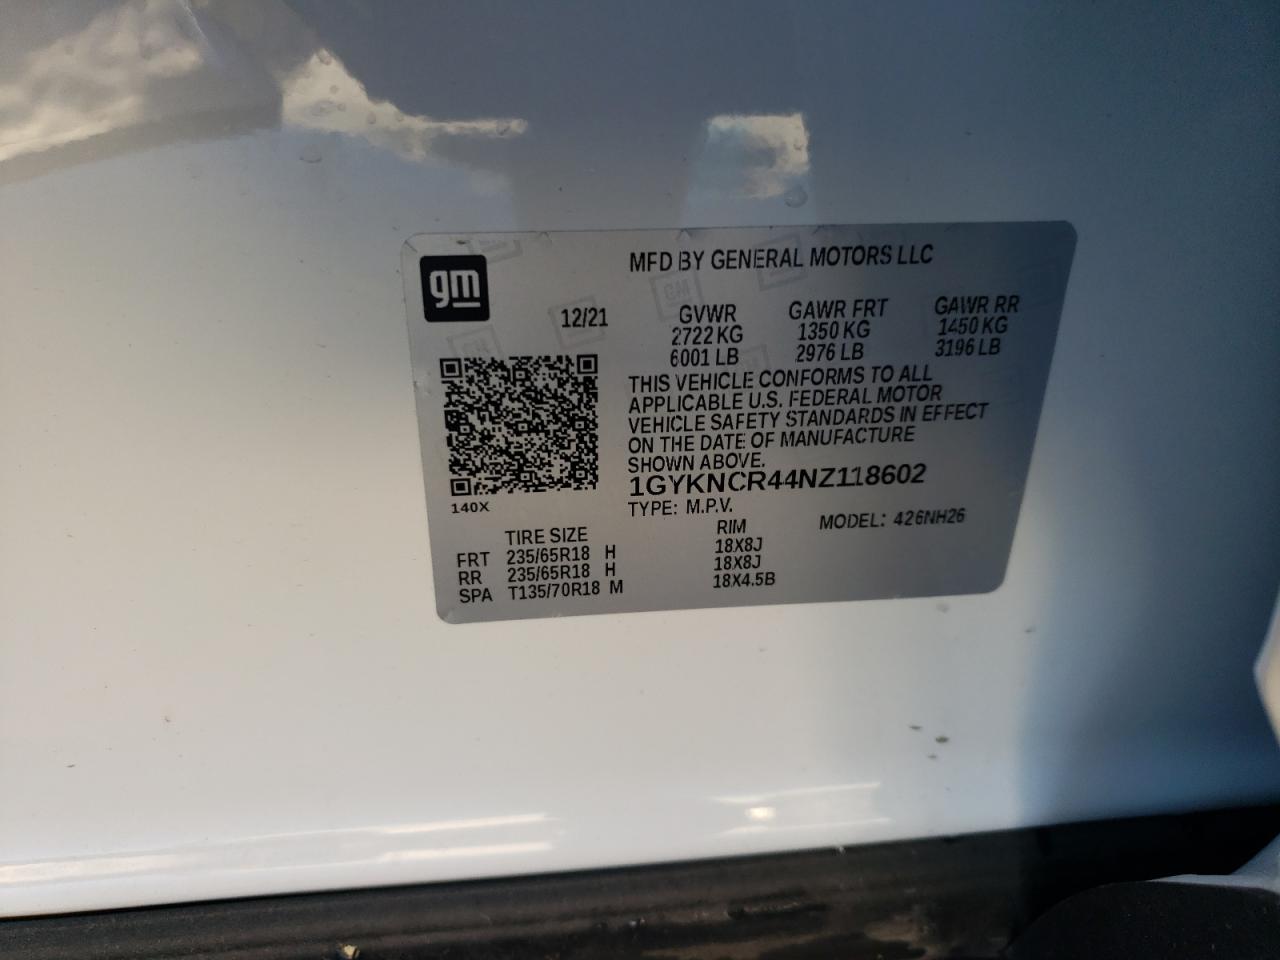 gm
MFD BY GENERAL MOTORS LLC
12/21 GVWR GAWR FRT GAWR RR
2722 KG 1350 KG 1450 KG
6001 LB 2976 LB 3196 LB
THIS VEHICLE CONFORMS TO ALL
APPLICABLE U.S. FEDERAL MOTOR
VEHICLE SAFETY STANDARDS IN EFFECT
ON THE DATE OF MANUFACTURE
SHOWN ABOVE.
1GYKNCR44NZ118602
140X
TYPE: M.P.V. MODEL: 426NH26
TIRE SIZE RIM
FRT 235/65R18 H 18X8J
RR 235/65R18 H 18X8J
SPA T135/70R18 M 18X4.5B